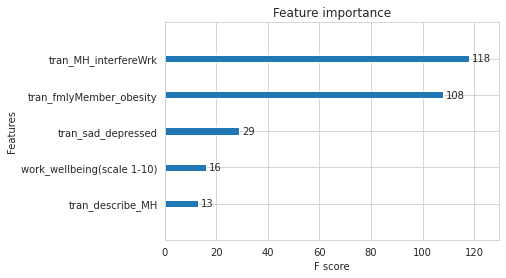 Feature importance
Features
tran_MH_interfereWrk
118
tran_fmlyMember_obesity
108
tran_sad_depressed
29
work_wellbeing(scale 1-10)
16
tran_describe_MH
13
0 20 40 60 80 100 120
F score